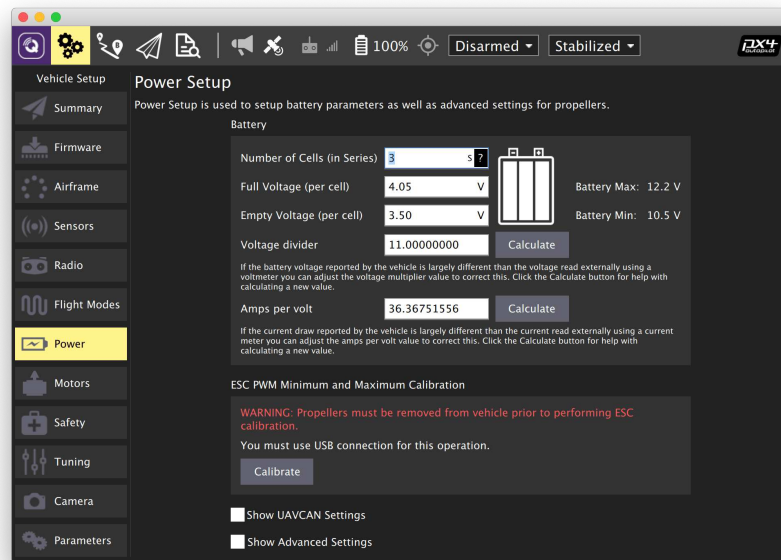 100% Disarmed Stabilized px4 autopilot
Vehicle Setup
Summary
Firmware
Airframe
Sensors
Radio
Flight Modes
Power
Motors
Safety
Tuning
Camera
Parameters
Power Setup
Power Setup is used to setup battery parameters as well as advanced settings for propellers.
Battery
Number of Cells (in Series) 3 S ?
Full Voltage (per cell) 4.05 V Battery Max: 12.2 V
Empty Voltage (per cell) 3.50 V Battery Min: 10.5 V
Voltage divider 11.00000000 Calculate
If the battery voltage reported by the vehicle is largely different than the voltage read externally using a
voltmeter you can adjust the voltage multiplier value to correct this. Click the Calculate button for help with
calculating a new value.
Amps per volt 36.36751556 Calculate
If the current draw reported by the vehicle is largely different than the current read externally using a current
meter you can adjust the amps per volt value to correct this. Click the Calculate button for help with
calculating a new value.
ESC PWM Minimum and Maximum Calibration
WARNING: Propellers must be removed from vehicle prior to performing ESC
calibration.
You must use USB connection for this operation.
Calibrate
Show UAVCAN Settings
Show Advanced Settings